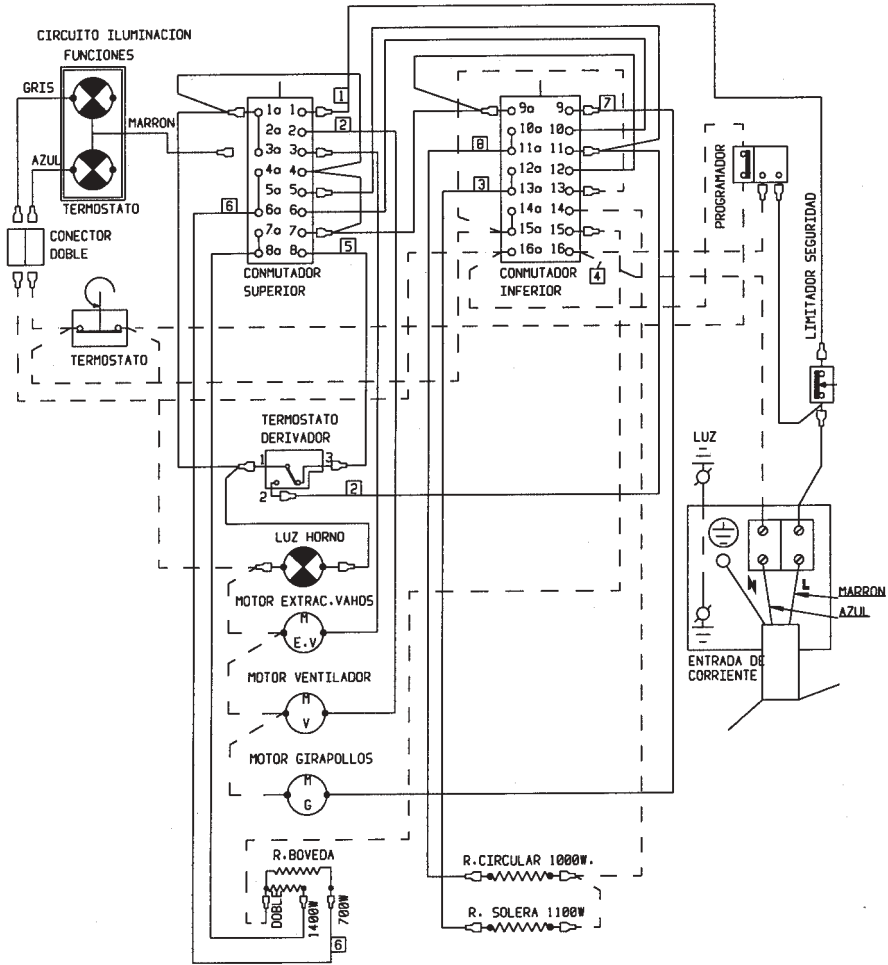 CIRCUITO ILUMINACION
FUNCIONES
GRIS
MARRON
AZUL
TERMOSTATO
CONECTOR
DOBLE
TERMOSTATO
1a 1
2a 2
3a 3
4a 4
5a 5
6a 6
7a 7
8a 8
CONMUTADOR
SUPERIOR
1
2
6
5
9a 9
10a 10
11a 11
12a 12
13a 13
14a 14
15a 15
16a 16
CONMUTADOR
INFERIOR
7
8
3
4
PROGRAMADOR
LIMITADOR SEGURIDAD
TERMOSTATO
DERIVADOR
1
3
2
2
LUZ HORNO
MOTOR EXTRAC.VAHOS
M
E.V
MOTOR VENTILADOR
M
V
MOTOR GIRAPOLLOS
M
G
R.BOVEDA
DOBLE
1400W
700W
6
R.CIRCULAR 1000W.
R. SOLERA 1100W
LUZ
N
L
MARRON
AZUL
ENTRADA DE
CORRIENTE